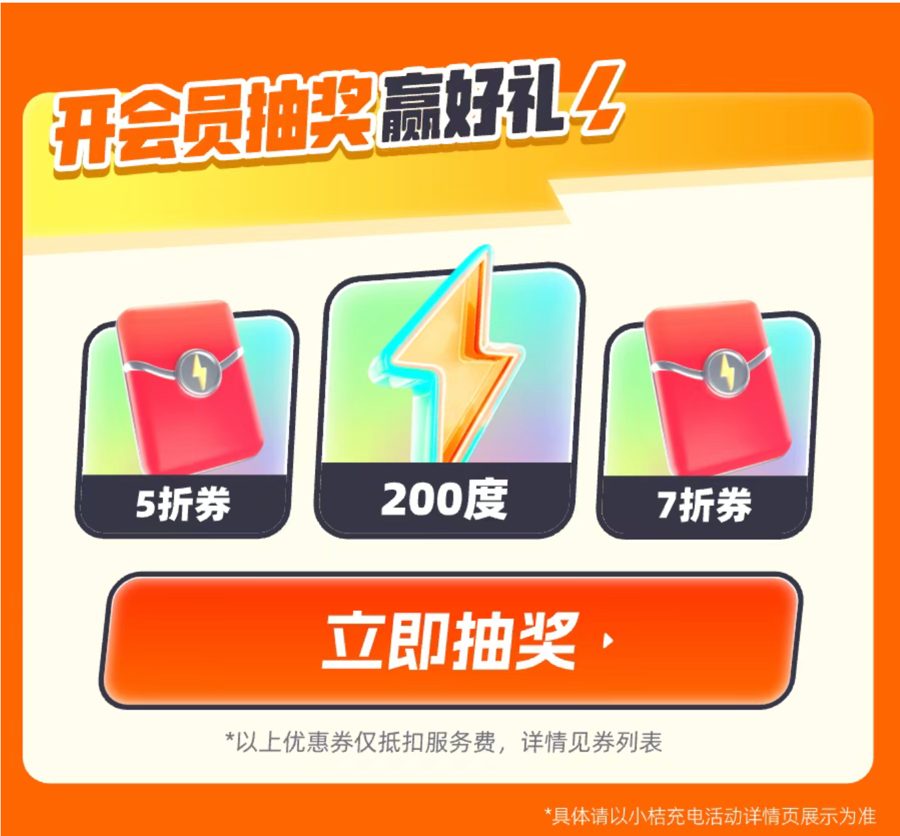 开会员抽奖赢好礼
5折券
200度
7折券
立即抽奖
*以上优惠券仅抵扣服务费，详情见券列表
*具体请以小桔充电活动详情页展示为准